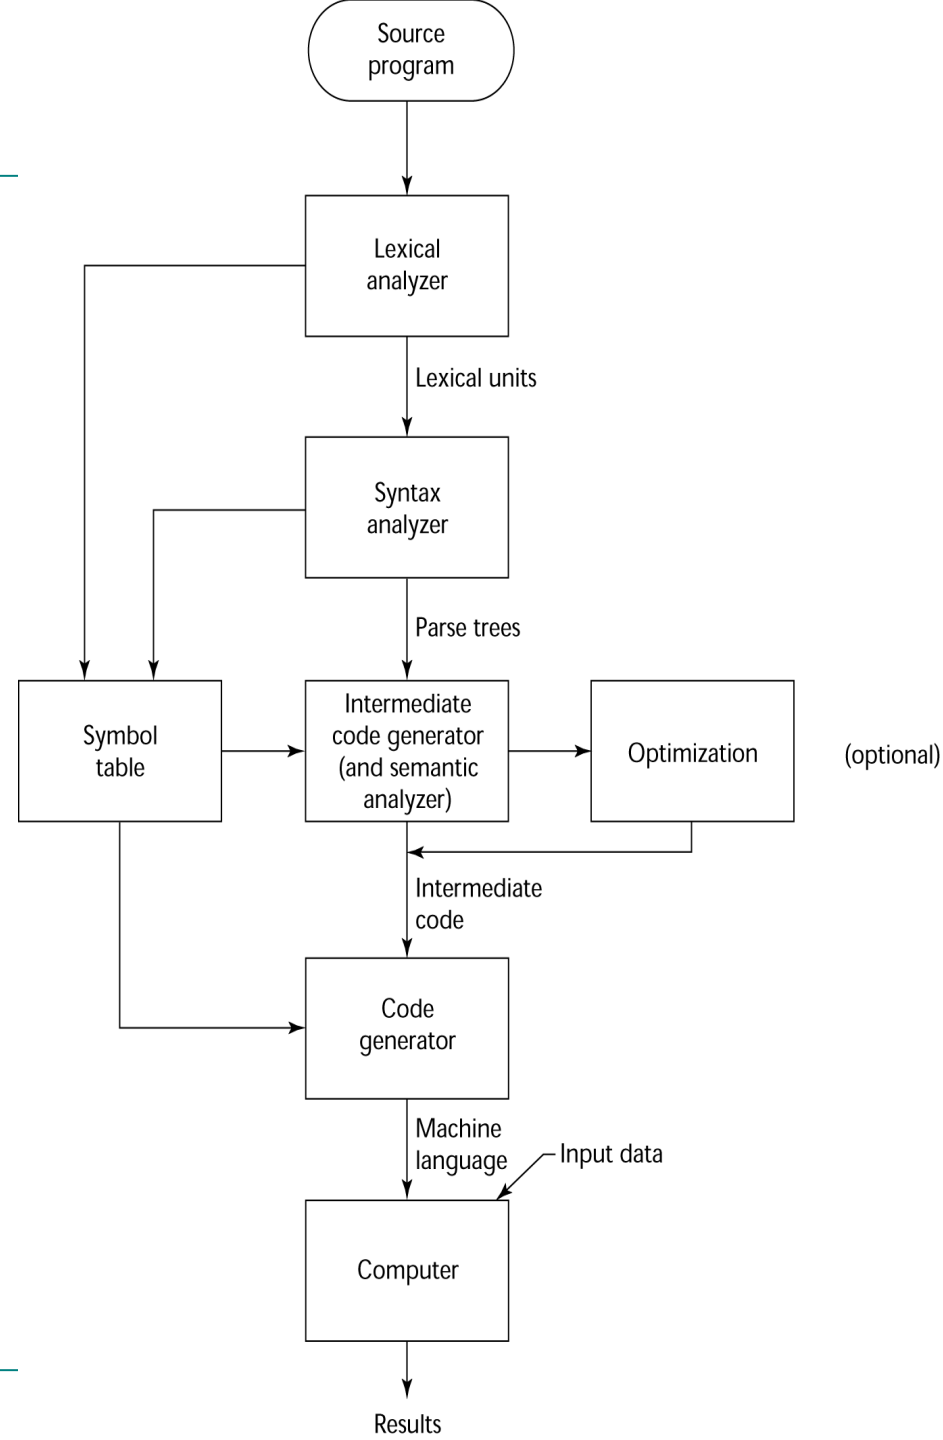 Source
program
Lexical
analyzer
Lexical units
Syntax
analyzer
Parse trees
Symbol
table
Intermediate
code generator
(and semantic
analyzer)
Optimization
(optional)
Intermediate
code
Code
generator
Machine
language
Input data
Computer
Results